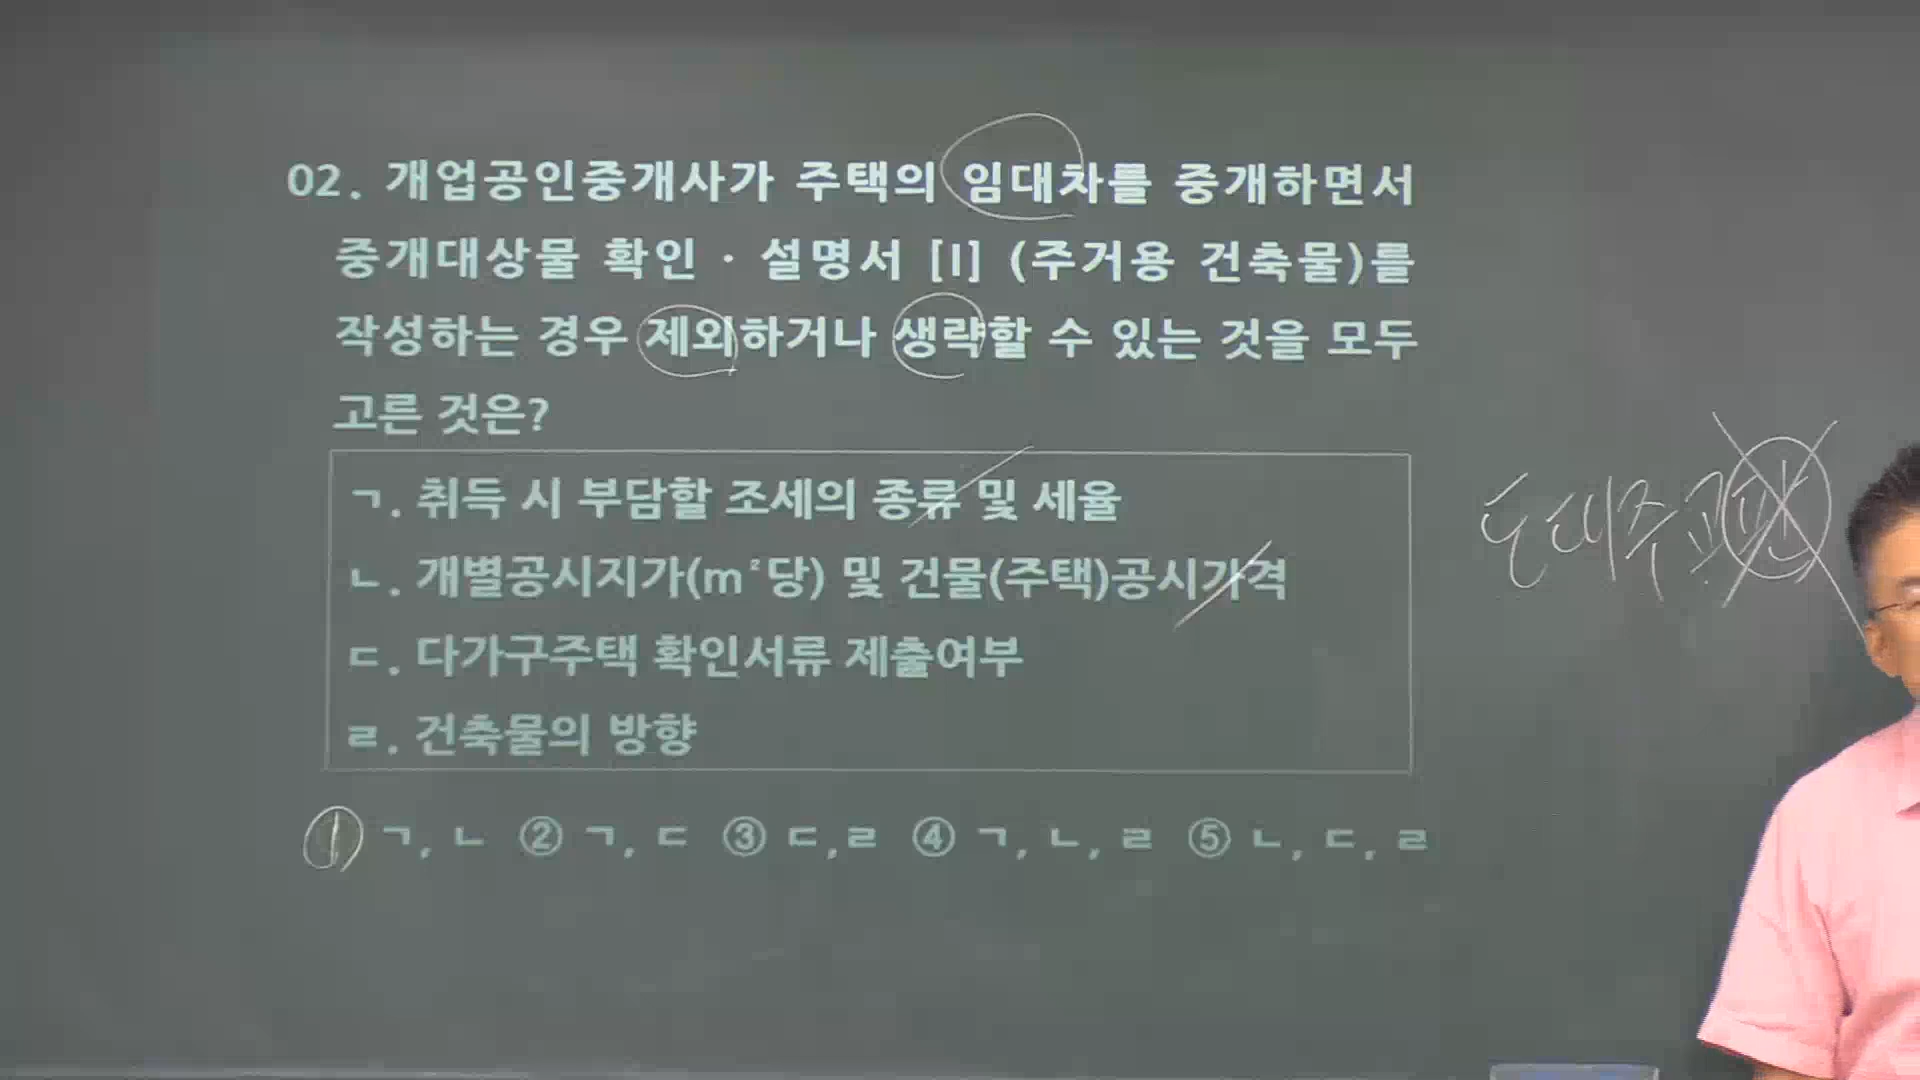 02. 개업공인중개사가 주택의 임대차를 중개하면서
중개대상물 확인 · 설명서 [I] (주거용 건축물)를
작성하는 경우 제외하거나 생략할 수 있는 것을 모두
고른 것은?
ㄱ. 취득 시 부담할 조세의 종류 및 세율
ㄴ. 개별공시지가(m²당) 및 건물(주택)공시가격
ㄷ. 다가구주택 확인서류 제출여부
ㄹ. 건축물의 방향
① ㄱ, ㄴ ② ㄱ, ㄷ ③ ㄷ,ㄹ ④ ㄱ, ㄴ, ㄹ ⑤ ㄴ, ㄷ, ㄹ